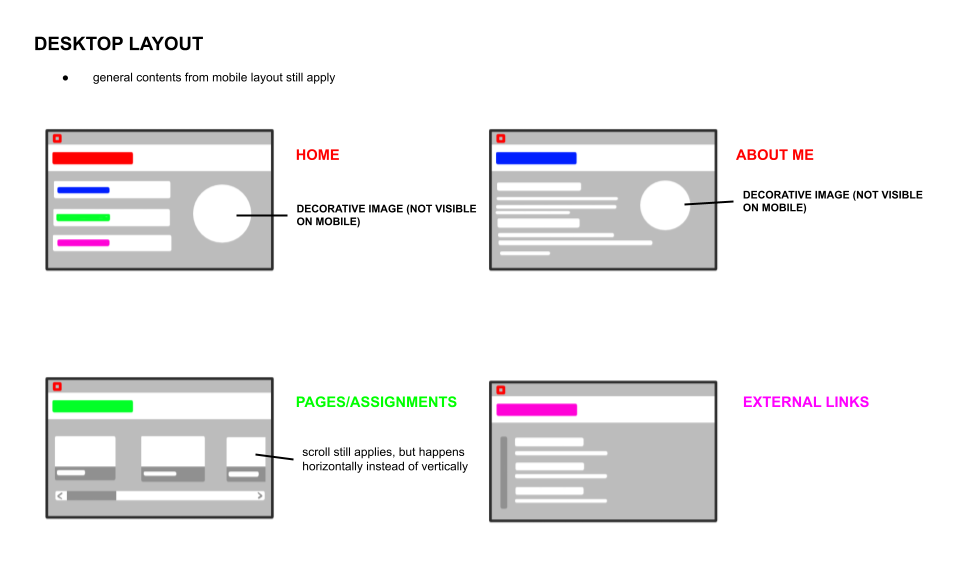 DESKTOP LAYOUT
● general contents from mobile layout still apply
HOME
DECORATIVE IMAGE (NOT VISIBLE
ON MOBILE)
ABOUT ME
DECORATIVE IMAGE (NOT VISIBLE
ON MOBILE)
PAGES/ASSIGNMENTS
scroll still applies, but happens
horizontally instead of vertically
EXTERNAL LINKS